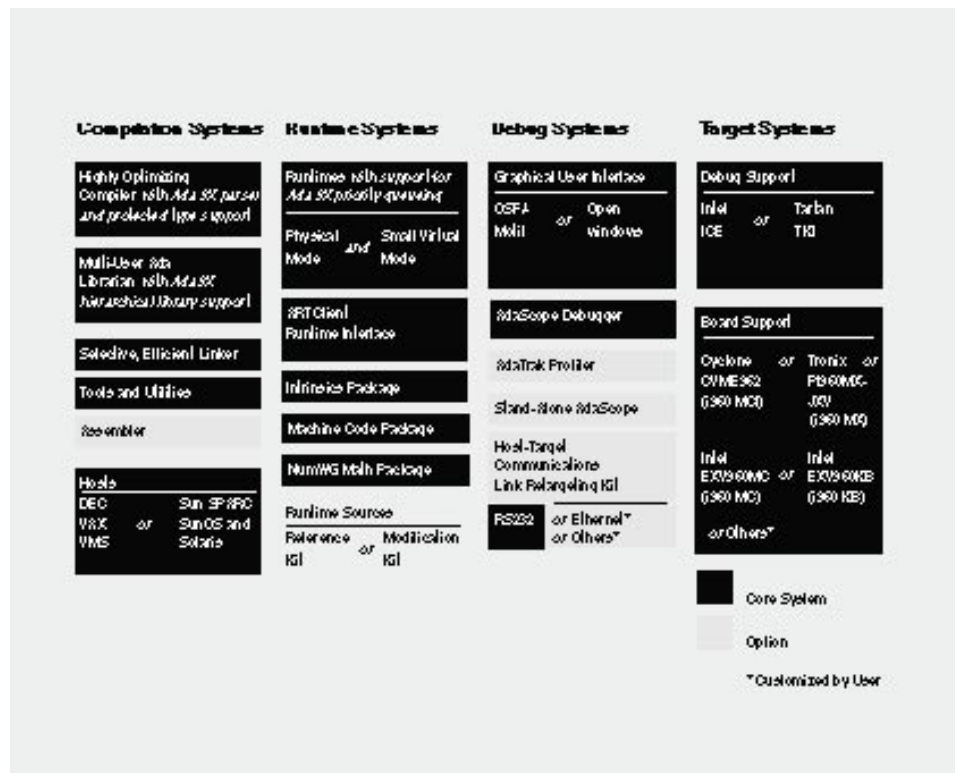 Compilation Systems
Highly Optimizing
Compiler with Ada 9X parser
and protected type support
Multi-User Ada
Librarian with Ada 9X
hierarchical library support
Selective, Efficient Linker
Tools and Utilities
Assembler
Hosts
DEC VAX VMS or Sun SPARC SunOS and Solaris
Runtime Systems
Runtimes with support for
Ada 9X priority queueing
Physical Mode and Small Virtual Mode
ART Client
Runtime Interface
Intrinsics Package
Machine Code Package
NumWG Math Package
Runtime Sources
Reference Kit or Modification Kit
Debug Systems
Graphical User Interface
OSF/ Motif or Open windows
AdaScope Debugger
AdaTrak Profiler
Stand-Alone AdaScope
Host-Target
Communications
Link Retargeting Kit
RS232 or Ethernet*
or Others*
Target Systems
Debug Support
Intel ICE or Tartan
Board Support
Cyclone CVME962 (i960 MC) or Tronix (i960 MX) or
Intel EXV960MC (i960 MC) or Intel EXV960KB (i960 KB)
or Others*
Core System
Option
*Customized by User